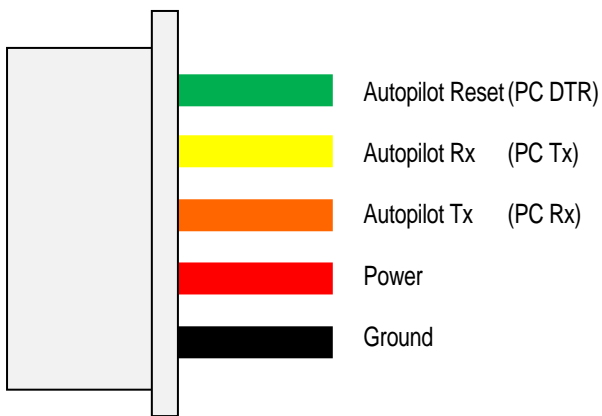 Autopilot Reset (PC DTR)
Autopilot Rx (PC Tx)
Autopilot Tx (PC Rx)
Power
Ground